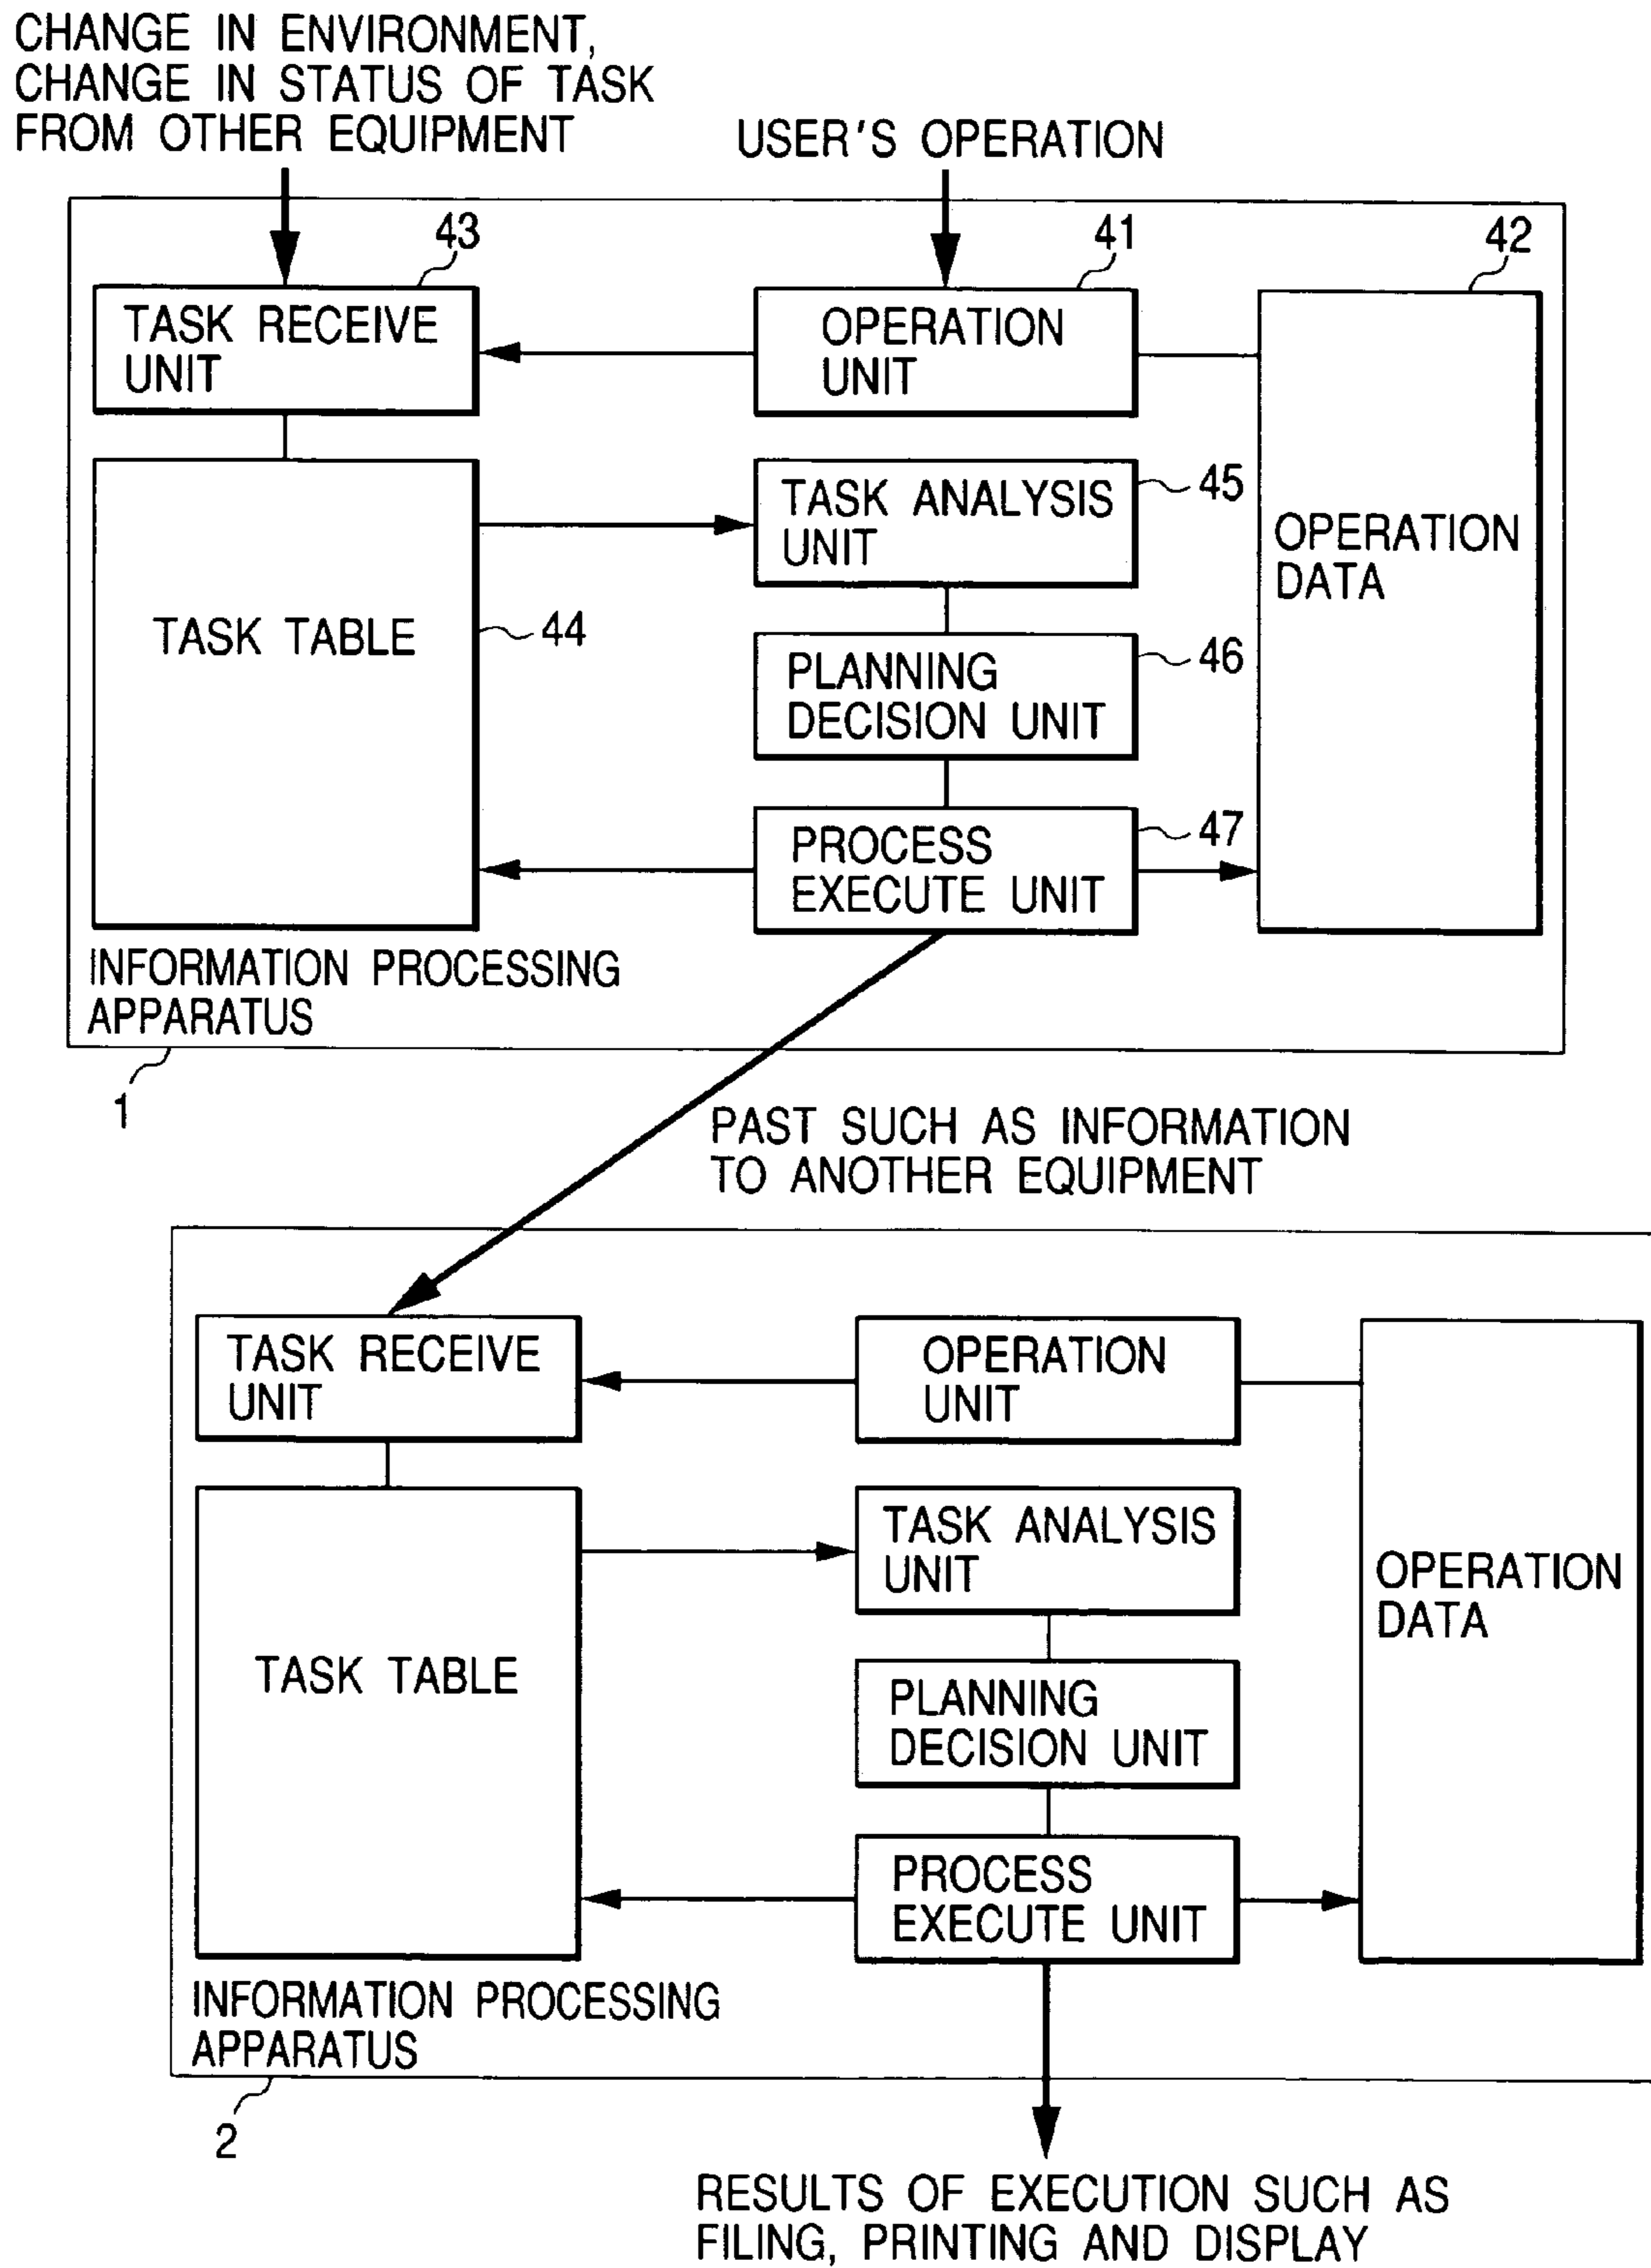 CHANGE IN ENVIRONMENT,
CHANGE IN STATUS OF TASK
FROM OTHER EQUIPMENT
USER'S OPERATION
43
41
42
TASK RECEIVE
UNIT
OPERATION
UNIT
TASK ANALYSIS
UNIT
45
OPERATION
DATA
TASK TABLE
44
PLANNING
DECISION UNIT
46
PROCESS
EXECUTE UNIT
47
INFORMATION PROCESSING
APPARATUS
1
PAST SUCH AS INFORMATION
TO ANOTHER EQUIPMENT
TASK RECEIVE
UNIT
OPERATION
UNIT
TASK ANALYSIS
UNIT
OPERATION
DATA
TASK TABLE
PLANNING
DECISION UNIT
PROCESS
EXECUTE UNIT
INFORMATION PROCESSING
APPARATUS
2
RESULTS OF EXECUTION SUCH AS
FILING, PRINTING AND DISPLAY